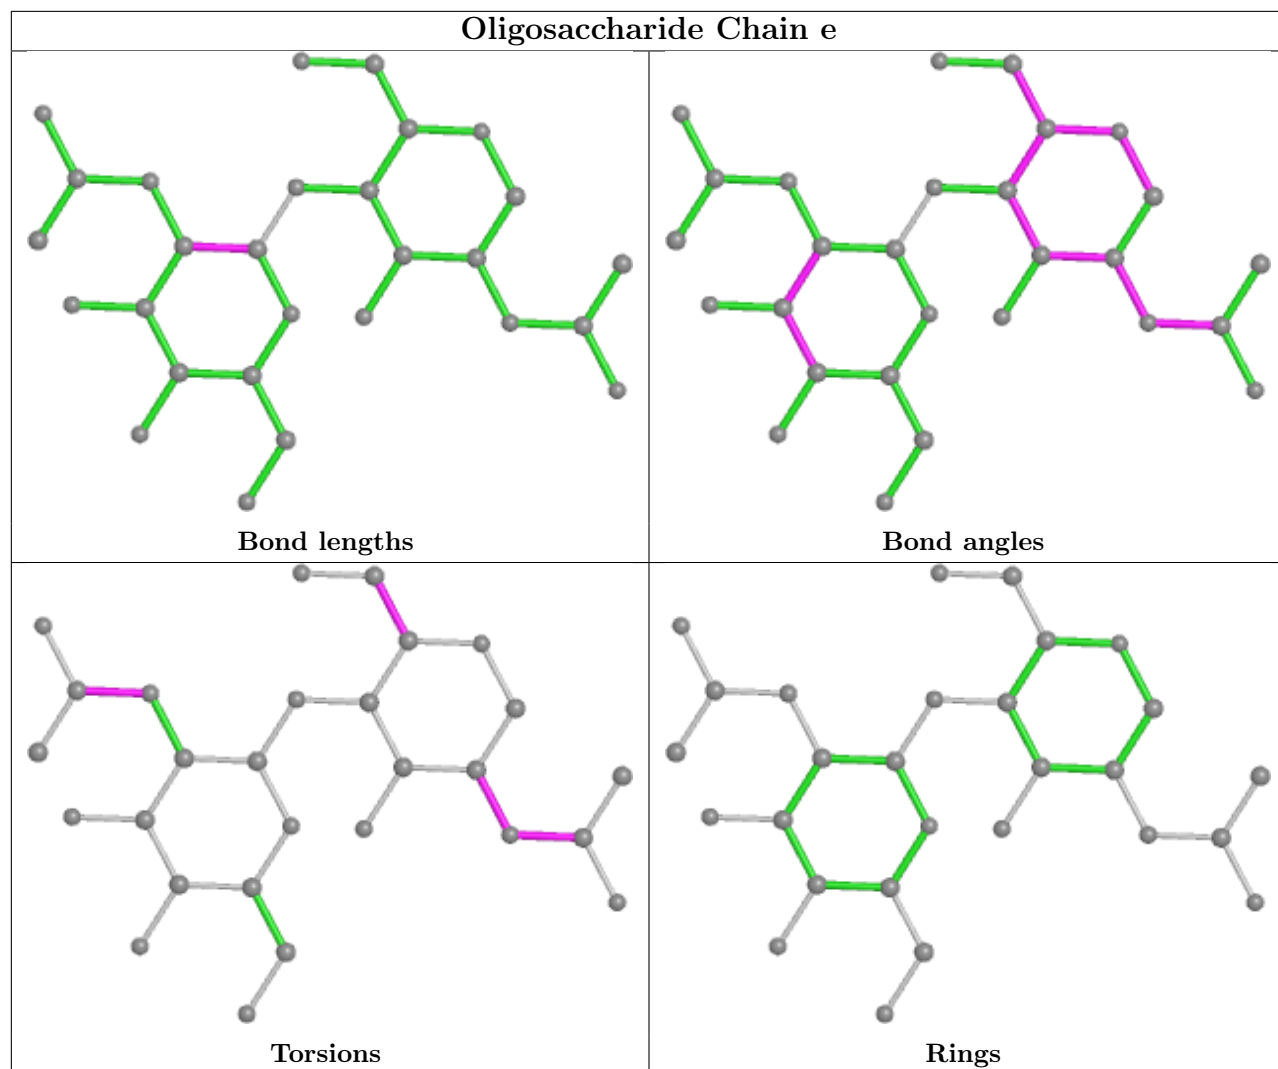 Oligosaccharide Chain e
Bond lengths
Bond angles
Torsions
Rings